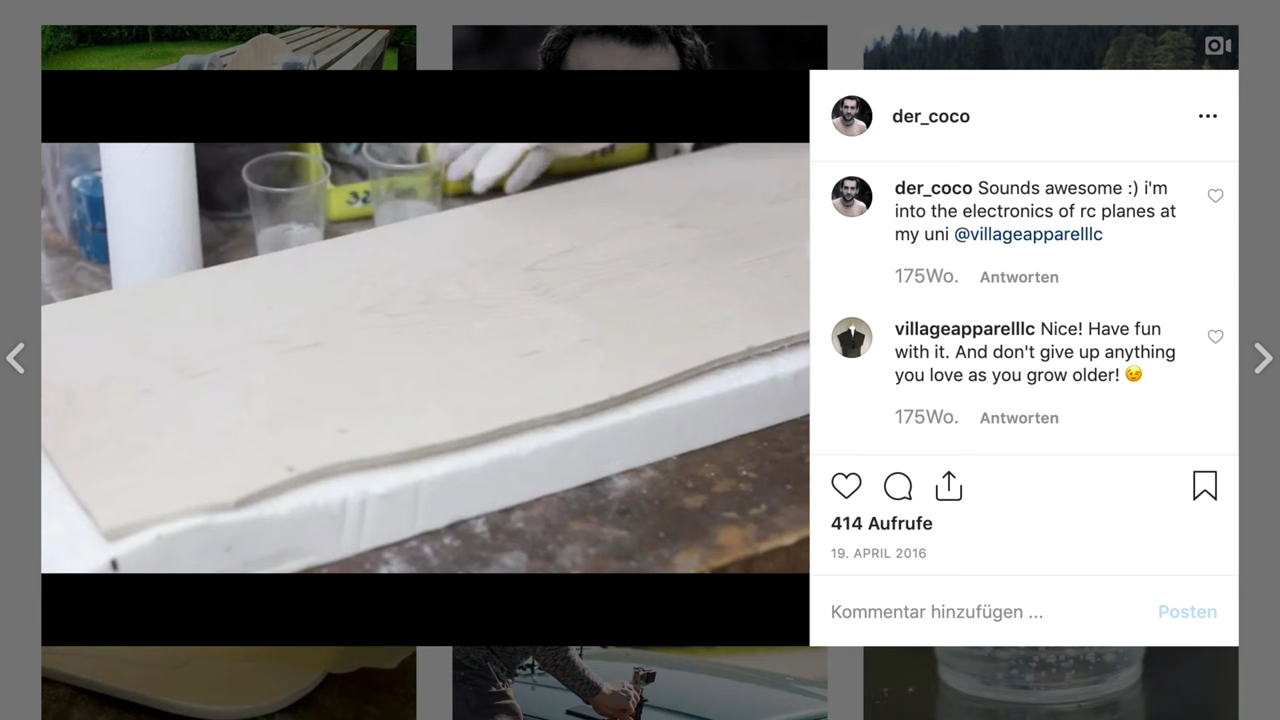 der_coco
der_coco Sounds awesome :) i'm
into the electronics of rc planes at
my uni @villageapparelllc
175Wo. Antworten
villageapparelllc Nice! Have fun
with it. And don't give up anything
you love as you grow older! 😉
175Wo. Antworten
414 Aufrufe
19. APRIL 2016
Kommentar hinzufügen ... Posten